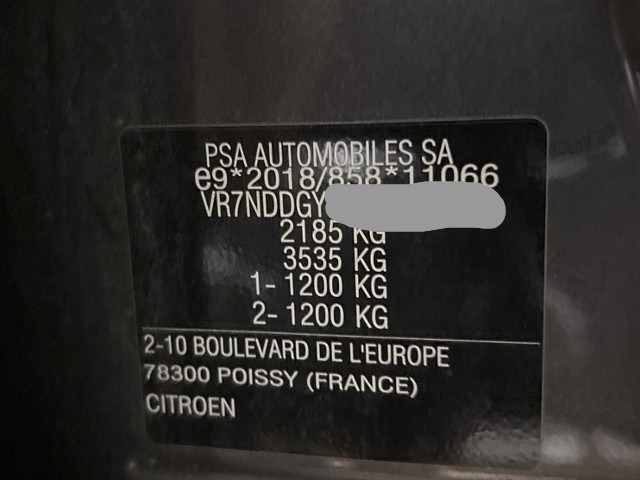 PSA AUTOMOBILES SA
e9*2018/858*11066
VR7NDDGY
2185 KG
3535 KG
1- 1200 KG
2- 1200 KG
2-10 BOULEVARD DE L'EUROPE
78300 POISSY (FRANCE)
CITROEN